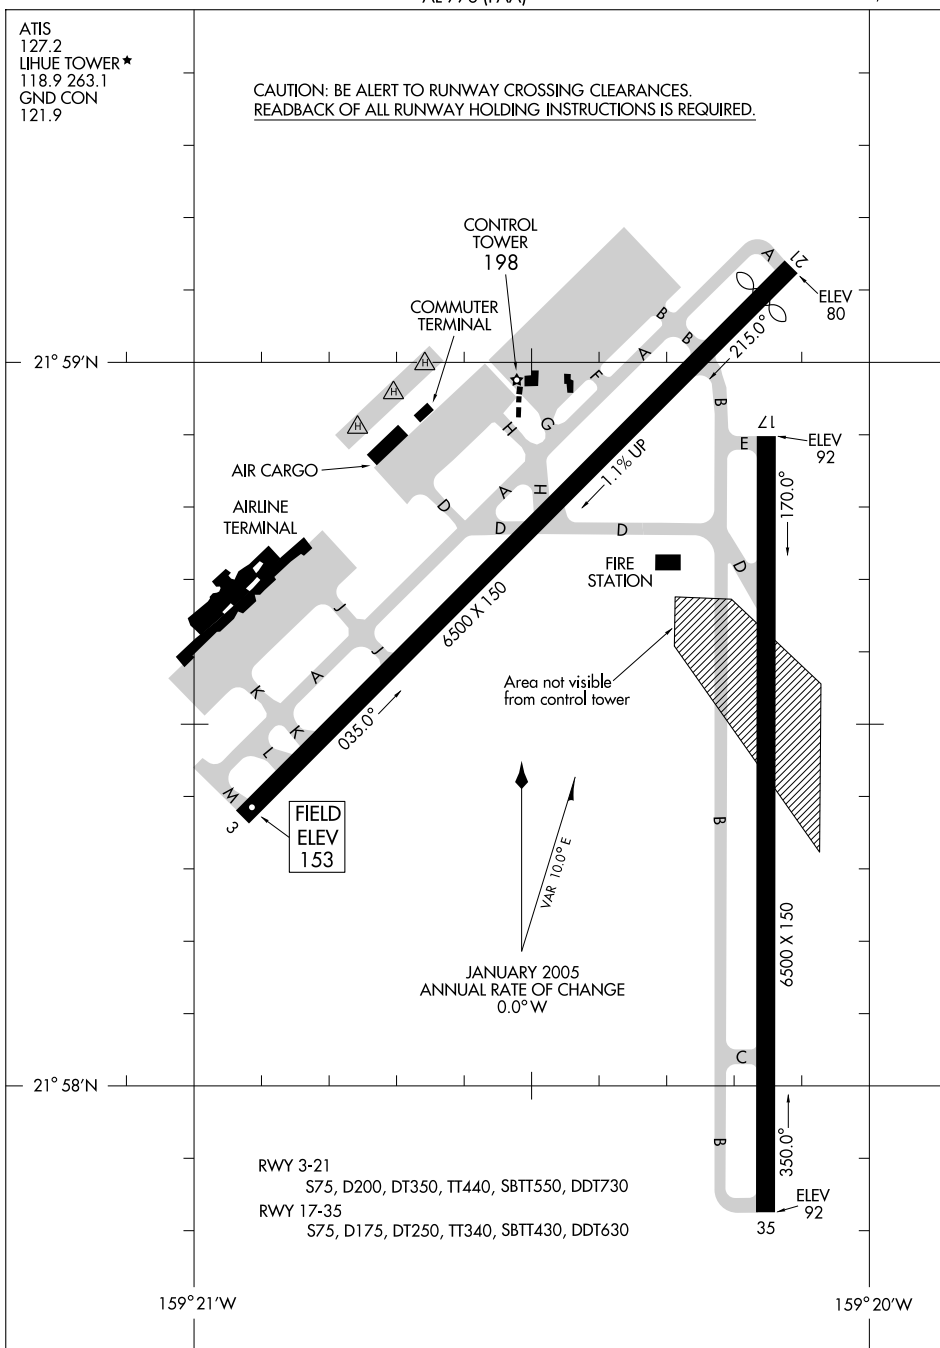 ATIS
127.2
LIHUE TOWER★
118.9 263.1
GND CON
121.9
CAUTION: BE ALERT TO RUNWAY CROSSING CLEARANCES.
READBACK OF ALL RUNWAY HOLDING INSTRUCTIONS IS REQUIRED.
CONTROL
TOWER
198
COMMUTER
TERMINAL
A
21
ELEV
80
B
B
A
215.0°
21°59'N
H
H
H
F
B
G
H
17
E
ELEV
92
AIR CARGO
1.1% UP
170.0°
A
H
D
D
D
AIRLINE
TERMINAL
FIRE
STATION
D
6500 X 150
J
J
A
K
K
L
M
3
035.0°
Area not visible
from control tower
FIELD
ELEV
153
VAR 10.0° E
B
6500 X 150
JANUARY 2005
ANNUAL RATE OF CHANGE
0.0° W
C
21°58'N
B
350.0°
RWY 3-21
S75, D200, DT350, TT440, SBTT550, DDT730
RWY 17-35
S75, D175, DT250, TT340, SBTT430, DDT630
ELEV
92
35
159°21'W
159°20'W